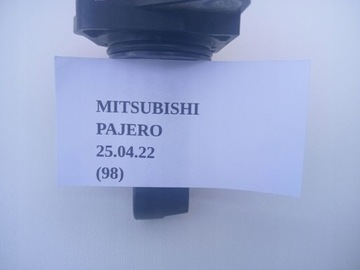 MITSUBISHI
PAJERO
25.04.22
(98)